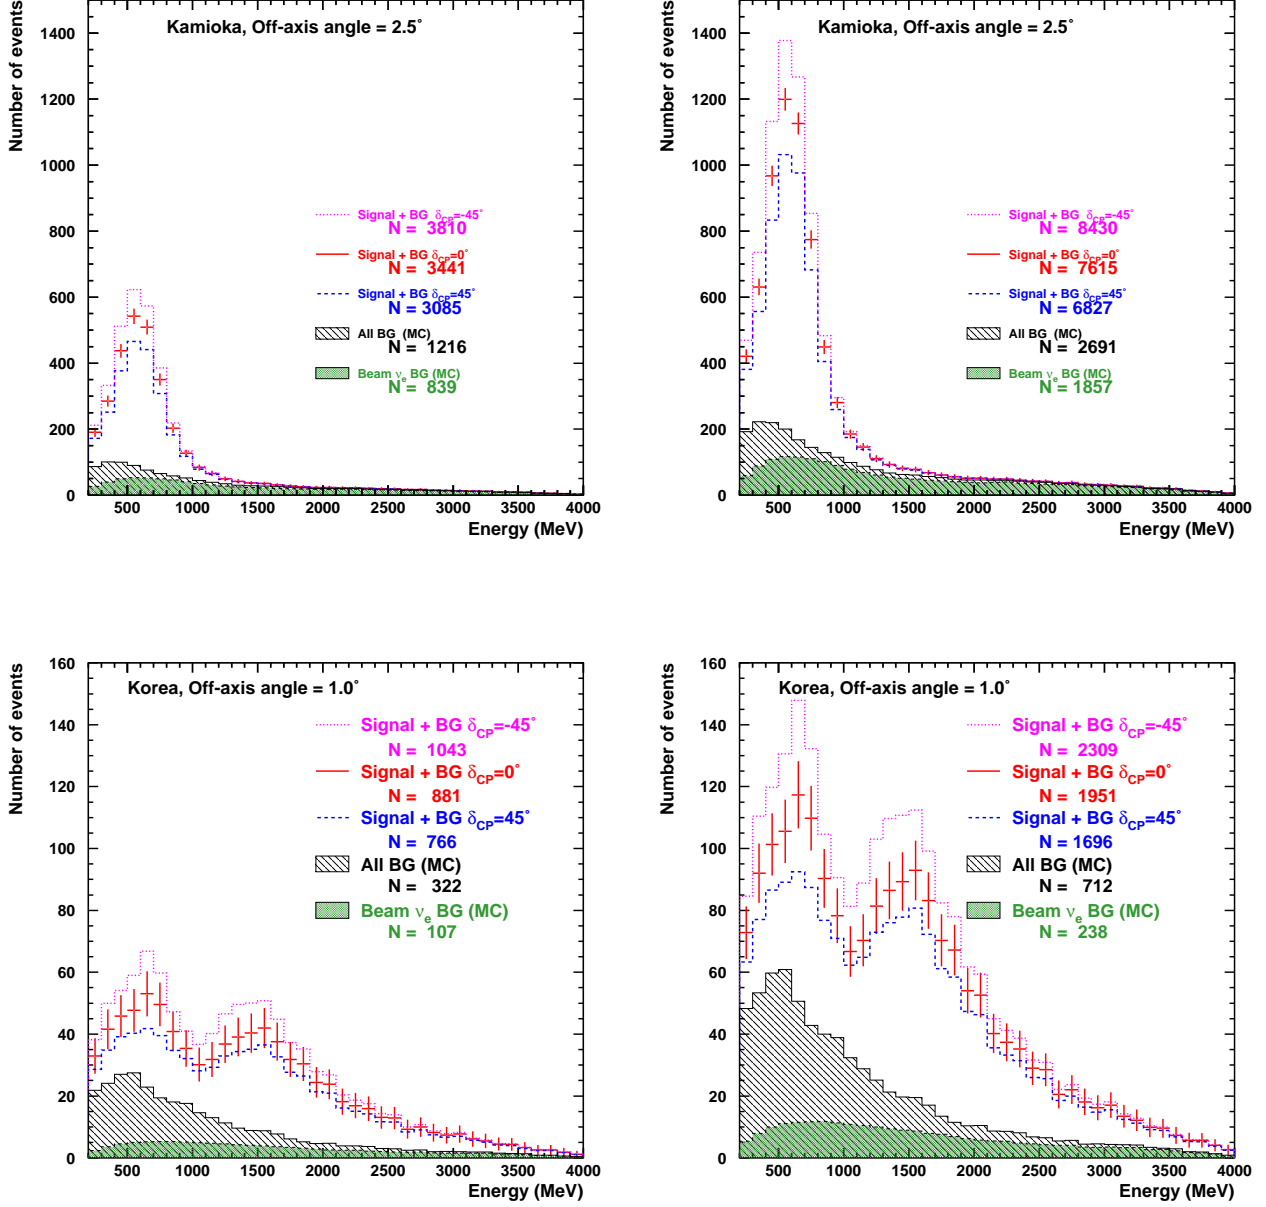 Kamioka, Off-axis angle = 2.5°
Number of events
1400
1200
1000
800
600
400
200
0
Signal + BG δCP=-45°
N = 3810
Signal + BG δCP=0°
N = 3441
Signal + BG δCP=45°
N = 3085
All BG (MC)
N = 1216
Beam νe BG (MC)
N = 839
500 1000 1500 2000 2500 3000 3500 4000
Energy (MeV)
Kamioka, Off-axis angle = 2.5°
Number of events
1400
1200
1000
800
600
400
200
0
Signal + BG δCP=-45°
N = 8430
Signal + BG δCP=0°
N = 7615
Signal + BG δCP=45°
N = 6827
All BG (MC)
N = 2691
Beam νe BG (MC)
N = 1857
500 1000 1500 2000 2500 3000 3500 4000
Energy (MeV)
Korea, Off-axis angle = 1.0°
Number of events
160
140
120
100
80
60
40
20
0
Signal + BG δCP=-45°
N = 1043
Signal + BG δCP=0°
N = 881
Signal + BG δCP=45°
N = 766
All BG (MC)
N = 322
Beam νe BG (MC)
N = 107
500 1000 1500 2000 2500 3000 3500 4000
Energy (MeV)
Korea, Off-axis angle = 1.0°
Number of events
160
140
120
100
80
60
40
20
0
Signal + BG δCP=-45°
N = 2309
Signal + BG δCP=0°
N = 1951
Signal + BG δCP=45°
N = 1696
All BG (MC)
N = 712
Beam νe BG (MC)
N = 238
500 1000 1500 2000 2500 3000 3500 4000
Energy (MeV)